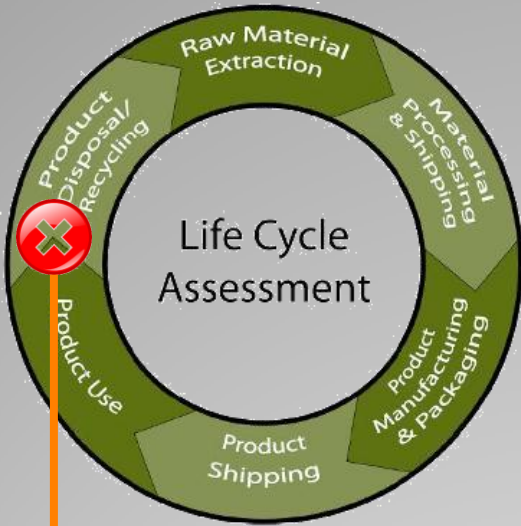 Life Cycle
Assessment
Raw Material
Extraction
Material
Processing
& Shipping
Product
Manufacturing
& Packaging
Product
Shipping
Product Use
Product
Disposal/
Recycling